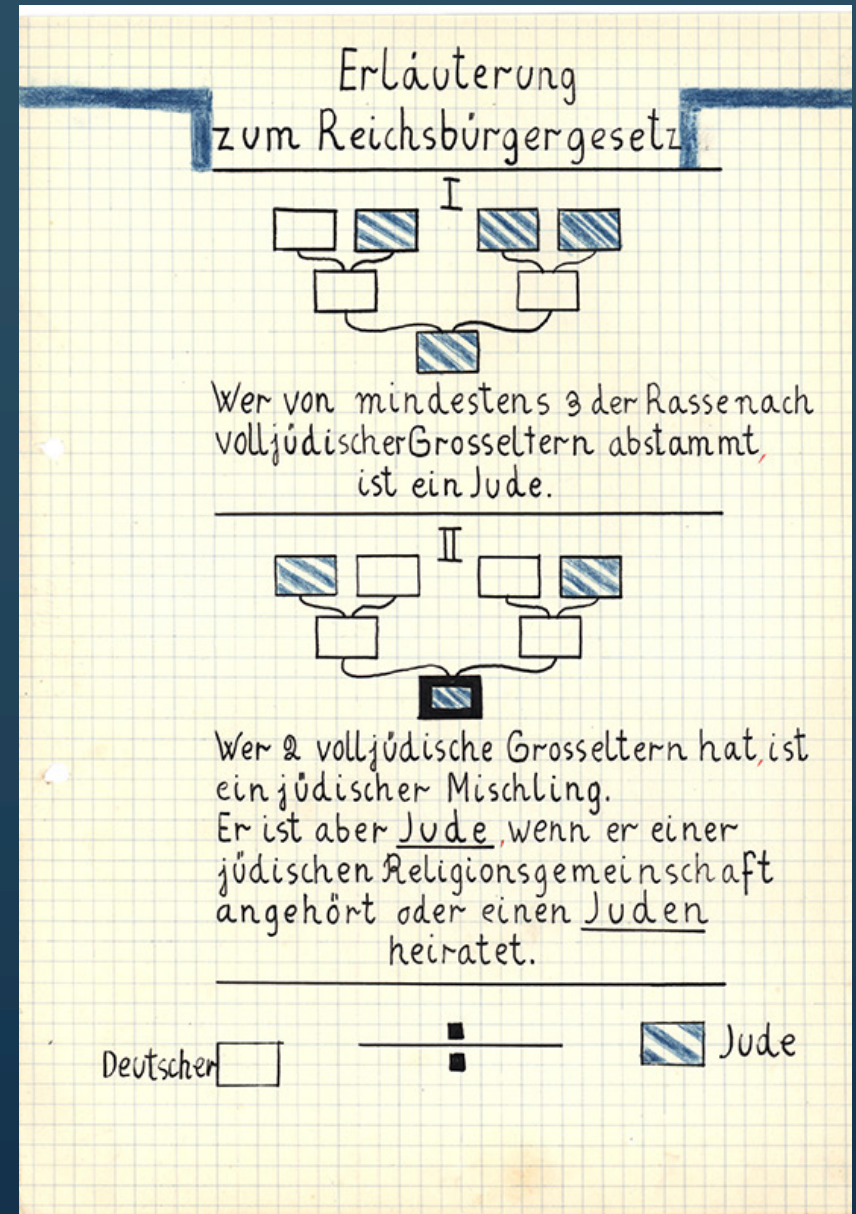 Erläuterung
zum Reichsbürgergesetz
I
Wer von mindestens 3 der Rasse nach
volljüdischer Grosseltern abstammt,
ist ein Jude.
II
Wer 2 volljüdische Grosseltern hat, ist
ein jüdischer Mischling.
Er ist aber Jude, wenn er einer
jüdischen Religionsgemeinschaft
angehört oder einen Juden
heiratet.
Deutscher
Jude